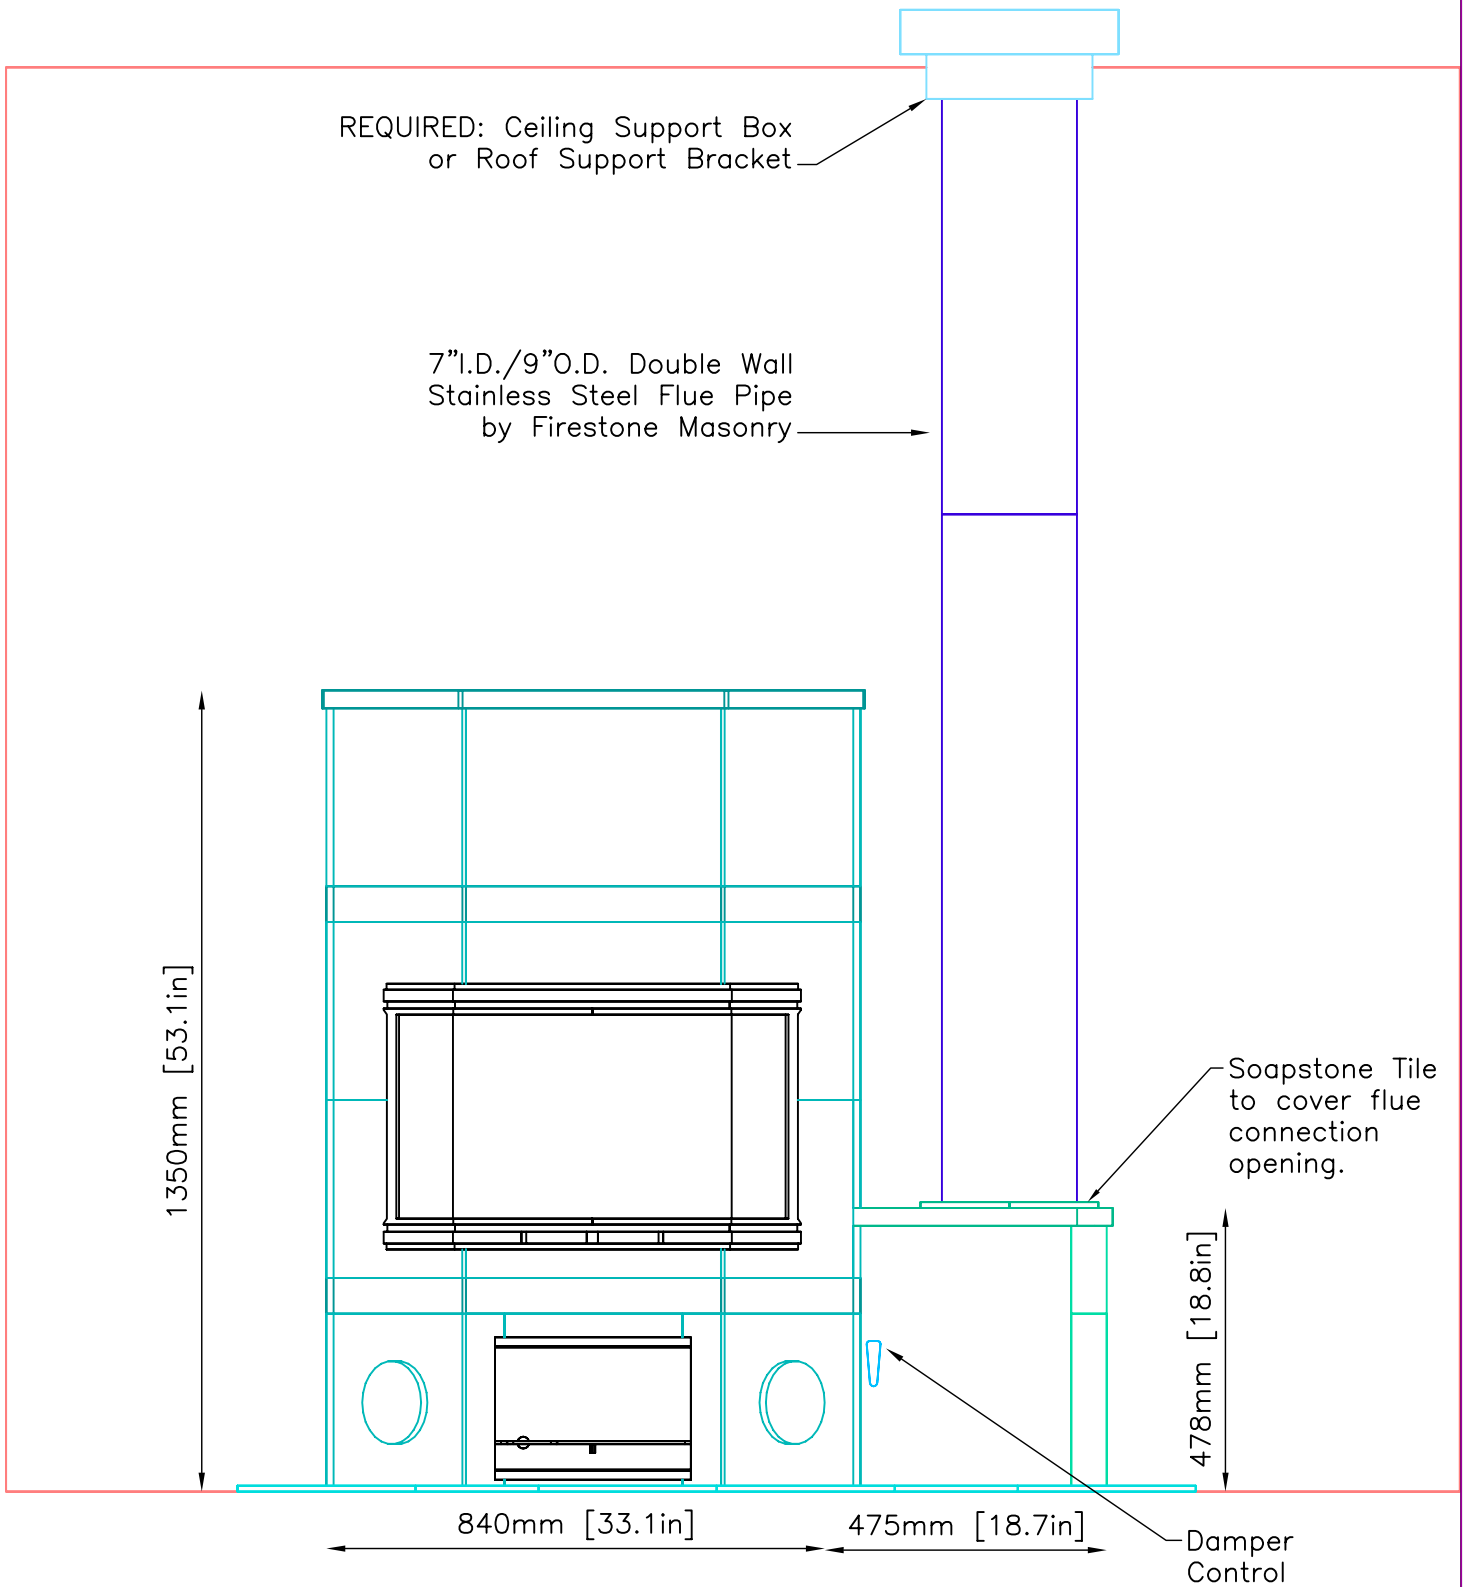 REQUIRED: Ceiling Support Box
or Roof Support Bracket
7"I.D./9"O.D. Double Wall
Stainless Steel Flue Pipe
by Firestone Masonry
1350mm [53.1in]
Soapstone Tile
to cover flue
connection
opening.
478mm [18.8in]
840mm [33.1in]
475mm [18.7in]
Damper
Control